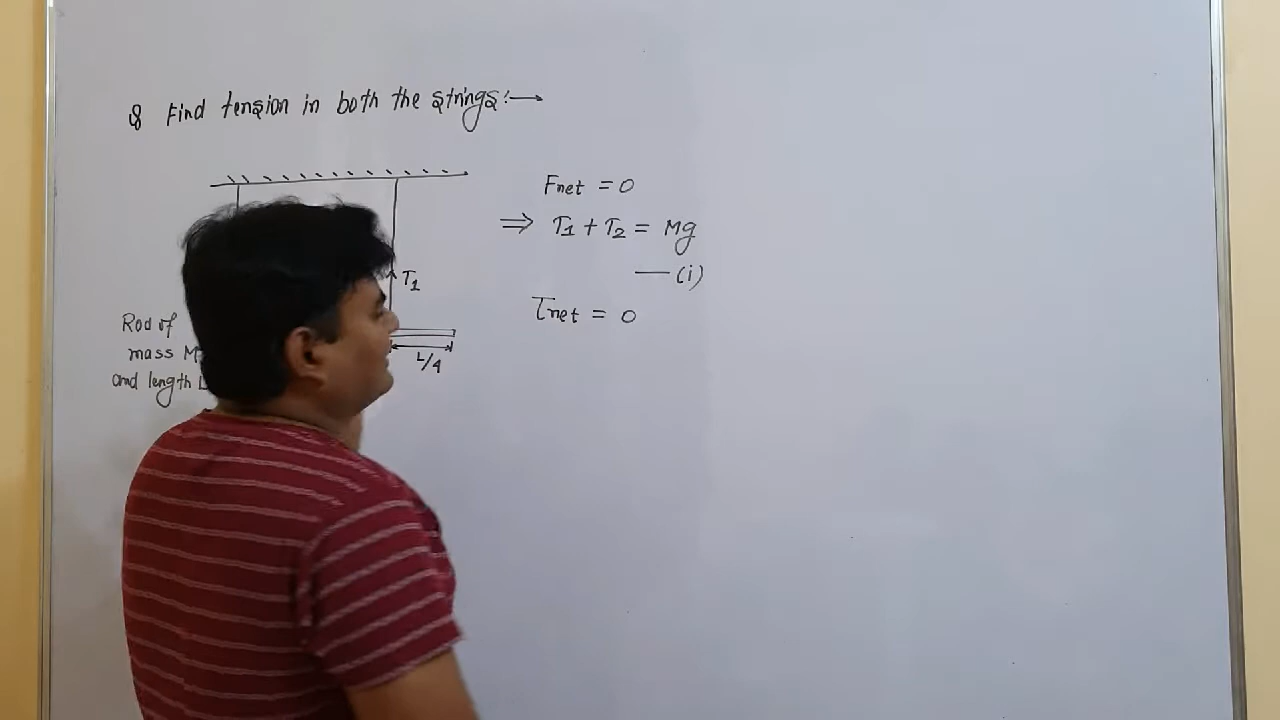 Q Find tension in both the strings:→
Fnet = 0
⇒ T1 + T2 = Mg
— (i)
T1
τnet = 0
Rod of
mass M
and length L
L/4